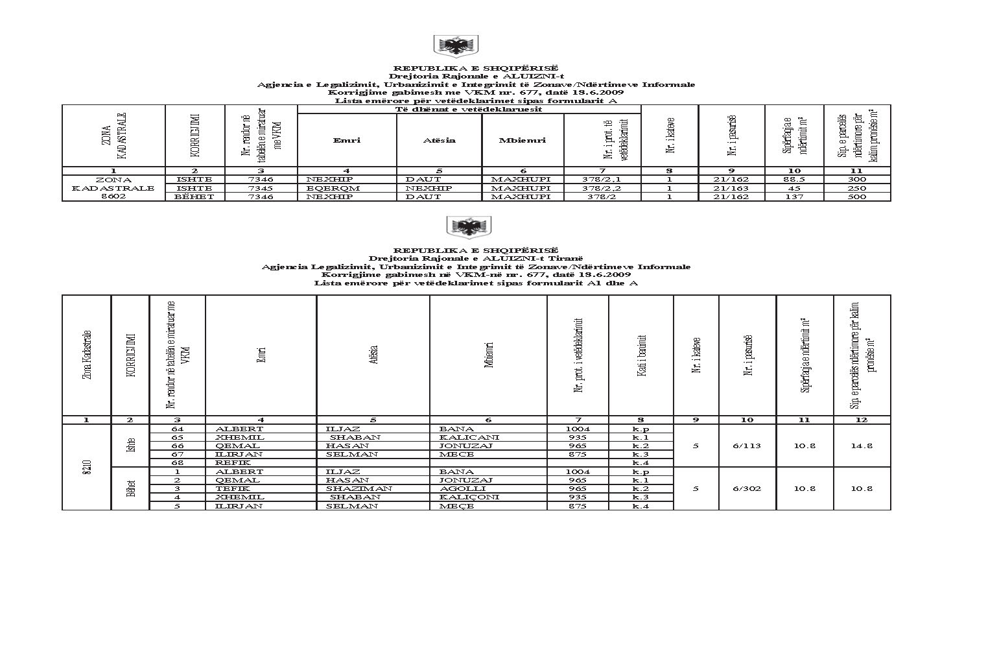 REPUBLIKA E SHQIPËRISË
Drejtoria Rajonale e ALUIZNI-t
Agjencia e Legalizimit, Urbanizimit e Integrimit të Zonave/Ndërtimeve Informale
Korrigjime gabimesh me VKM nr. 677, datë 18.6.2009
Lista emërore për vetëdeklarimet sipas formularit A
ZONA KADASTRALE
KORRIGJIMI
Nr. rendor në tabelën e miratuar me VKM
Të dhënat e vetëdeklaruesit
Emri
Atësia
Mbiemri
Nr. i prot. të vetëdeklarimit
Nr. i kateve
Nr. i pasurisë
Sipërfaqja e ndërtimit m²
Sip. e parcelës ndërtimore për kalim pronësie m²
1 2 3 4 5 6 7 8 9 10 11
ZONA KADASTRALE 8602
ISHTE 7346 NEXHIP DAUT MAXHUPI 378/2,1 1 21/162 88.5 300
ISHTE 7345 EQERQM NEXHIP MAXHUPI 378/2,2 1 21/163 45 250
BËHET 7346 NEXHIP DAUT MAXHUPI 378/2 1 21/162 137 500
REPUBLIKA E SHQIPËRISË
Drejtoria Rajonale e ALUIZNI-t Tiranë
Agjencia Legalizimit, Urbanizimit e Integrimit të Zonave/Ndërtimeve Informale
Korrigjime gabimesh në VKM-në nr. 677, datë 18.6.2009
Lista emërore për vetëdeklarimet sipas formularit A1 dhe A
Zona Kadastrale
KORRIGJIMI
Nr. rendor në tabelën e miratuar me VKM
Emri
Atësia
Mbiemri
Nr. prot. i vetëdeklarimit
Kati i banimit
Nr. i kateve
Nr. i pasurisë
Sipërfaqja e ndërtimit m²
Sip. e parcelës ndërtimore për kalim pronësie m²
1 2 3 4 5 6 7 8 9 10 11 12
8210
Ishte
64 ALBERT ILJAZ BANA 1004 k.p
65 XHEMIL SHABAN KALICANI 935 k.1
66 QEMAL HASAN JONUZAJ 965 k.2 5 6/113 10.8 14.8
67 ILIRJAN SELMAN MECE 875 k.3
68 REFIK k.4
Bëhet
1 ALBERT ILJAZ BANA 1004 k.p
2 QEMAL HASAN JONUZAJ 965 k.1
3 TEFIK SHAZIMAN AGOLLI 965 k.2 5 6/302 10.8 10.8
4 XHEMIL SHABAN KALIÇONI 935 k.3
5 ILIRJAN SELMAN MEÇE 875 k.4